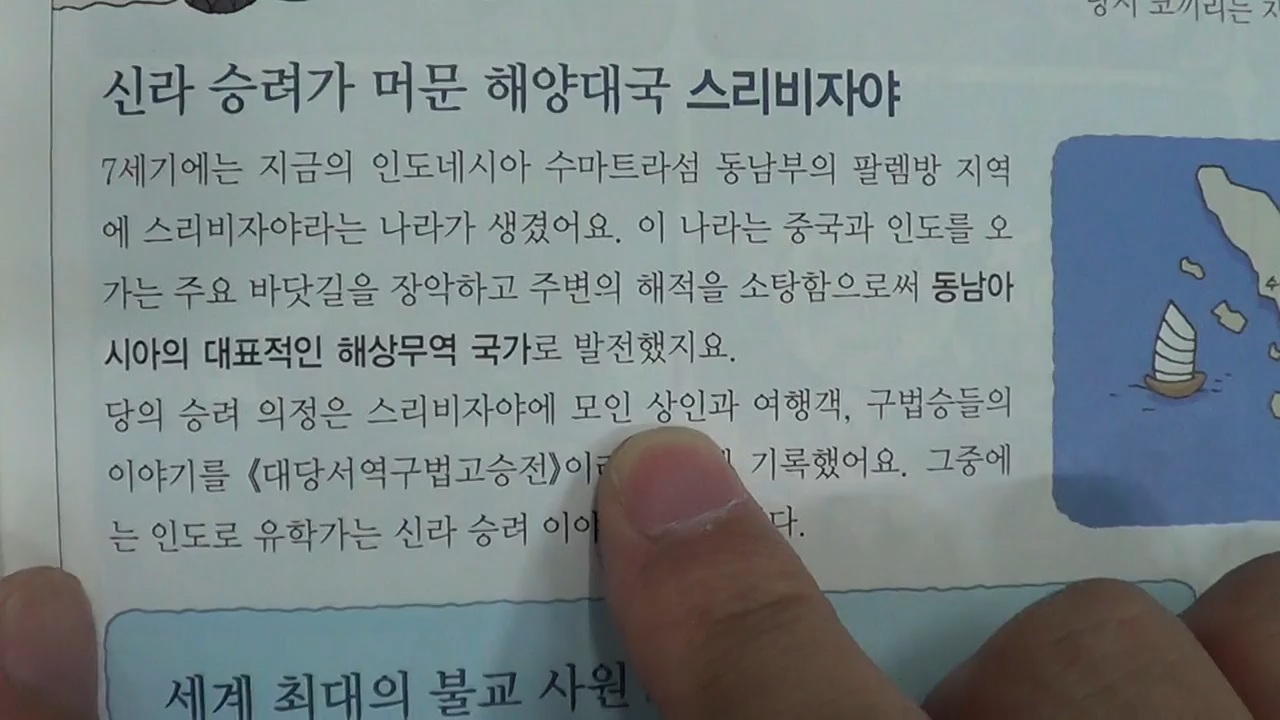 신라 승려가 머문 해양대국 스리비자야
7세기에는 지금의 인도네시아 수마트라섬 동남부의 팔렘방 지역
에 스리비자야라는 나라가 생겼어요. 이 나라는 중국과 인도를 오
가는 주요 바닷길을 장악하고 주변의 해적을 소탕함으로써 동남아
시아의 대표적인 해상무역 국가로 발전했지요.
당의 승려 의정은 스리비자야에 모인 상인과 여행객, 구법승들의
이야기를 《대당서역구법고승전》 기록했어요. 그중에
는 인도로 유학가는 신라 승려
세계 최대의 불교 사원